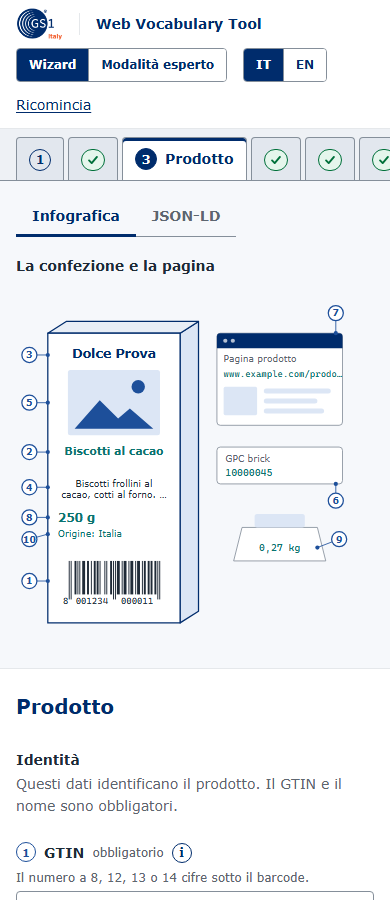 GS1 Italy
Web Vocabulary Tool
Wizard
Modalità esperto
IT
EN
Ricomincia
1
3 Prodotto
Infografica
JSON-LD
La confezione e la pagina
7
3
Dolce Prova
Pagina prodotto
www.example.com/prodo…
5
2
Biscotti al cacao
GPC brick
10000045
4
Biscotti frollini al
cacao, cotti al forno. …
6
8
250 g
10
Origine: Italia
9
0,27 kg
1
8 001234 000011
Prodotto
Identità
Questi dati identificano il prodotto. Il GTIN e il
nome sono obbligatori.
1 GTIN obbligatorio i
Il numero a 8, 12, 13 o 14 cifre sotto il barcode.